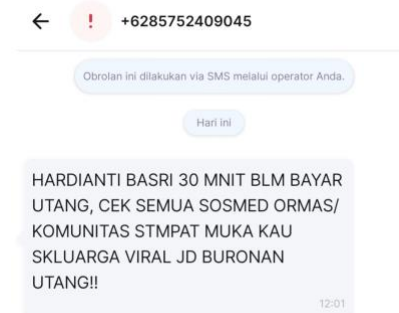 +6285752409045
Obrolan ini dilakukan via SMS melalui operator Anda.
Hari ini
HARDIANTI BASRI 30 MNIT BLM BAYAR
UTANG, CEK SEMUA SOSMED ORMAS/
KOMUNITAS STMPAT MUKA KAU
SKLUARGA VIRAL JD BURONAN
UTANG!!
12:01